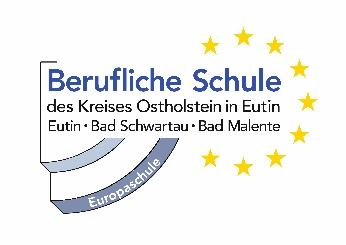 Berufliche Schule
des Kreises Ostholstein in Eutin
Eutin • Bad Schwartau • Bad Malente
Europaschule